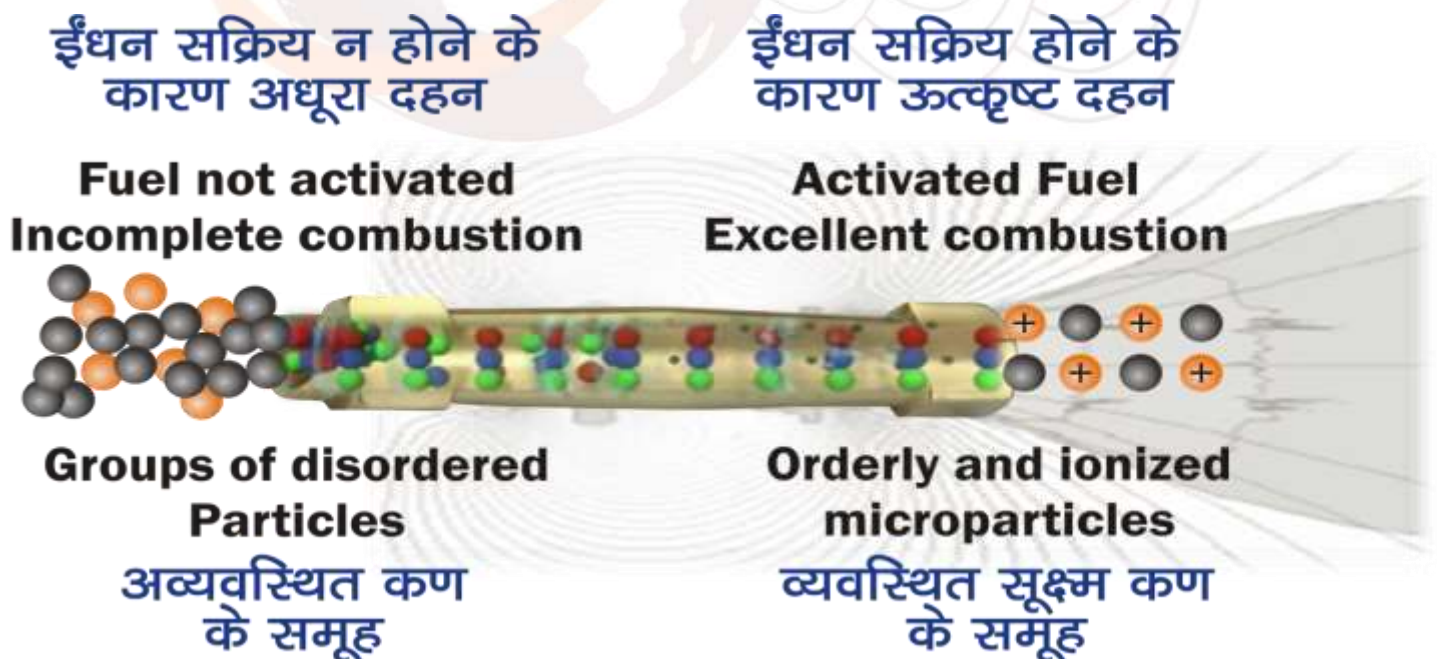 ईंधन सक्रिय न होने के
कारण अधूरा दहन
ईंधन सक्रिय होने के
कारण ऊत्कृष्ट दहन
Fuel not activated
Incomplete combustion
Activated Fuel
Excellent combustion
+ +
+ +
Groups of disordered
Particles
Orderly and ionized
microparticles
अव्यवस्थित कण
के समूह
व्यवस्थित सूक्ष्म कण
के समूह